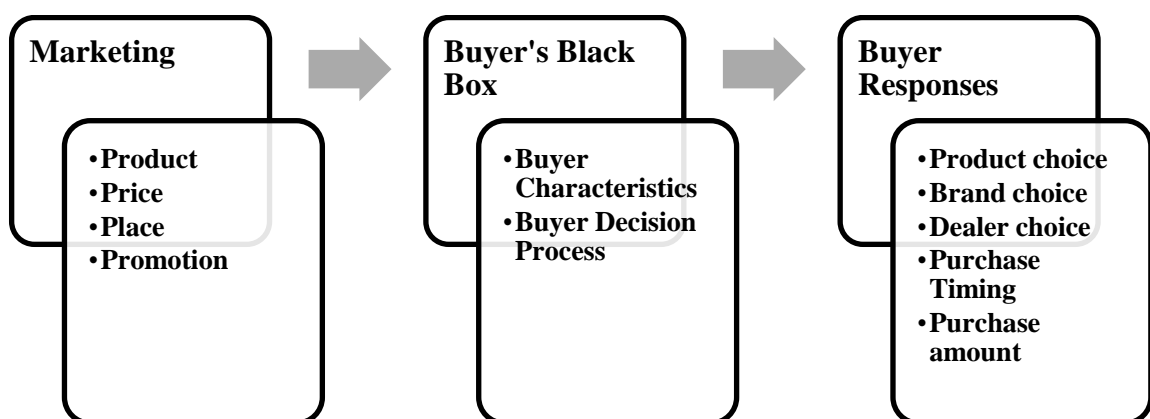 Marketing
•Product
•Price
•Place
•Promotion
Buyer's Black
Box
•Buyer
Characteristics
•Buyer Decision
Process
Buyer
Responses
•Product choice
•Brand choice
•Dealer choice
•Purchase
Timing
•Purchase
amount